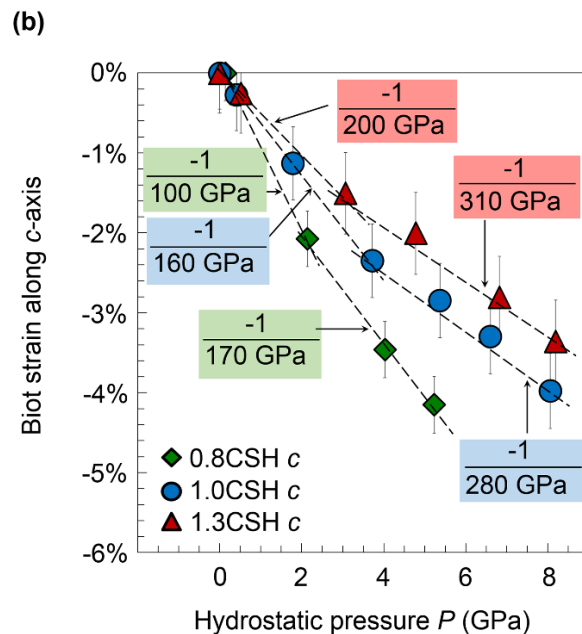 (b)
0%
-1%
-2%
-3%
-4%
-5%
-6%
Biot strain along c-axis
-1
200 GPa
-1
100 GPa
-1
160 GPa
-1
310 GPa
-1
170 GPa
-1
280 GPa
0.8CSH c
1.0CSH c
1.3CSH c
0 2 4 6 8
Hydrostatic pressure P (GPa)